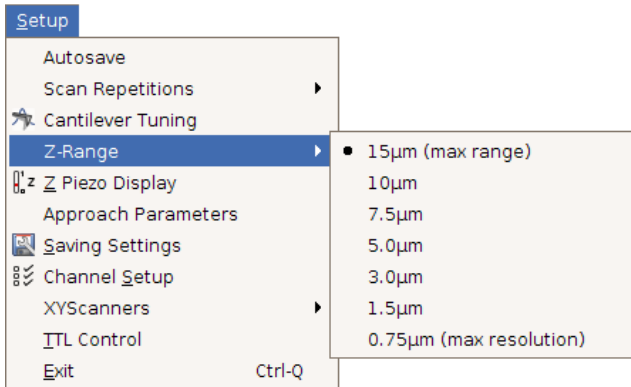 Setup
Autosave
Scan Repetitions
Cantilever Tuning
Z-Range
Z Piezo Display
Approach Parameters
Saving Settings
Channel Setup
XYScanners
TTL Control
Exit Ctrl-Q
15µm (max range)
10µm
7.5µm
5.0µm
3.0µm
1.5µm
0.75µm (max resolution)